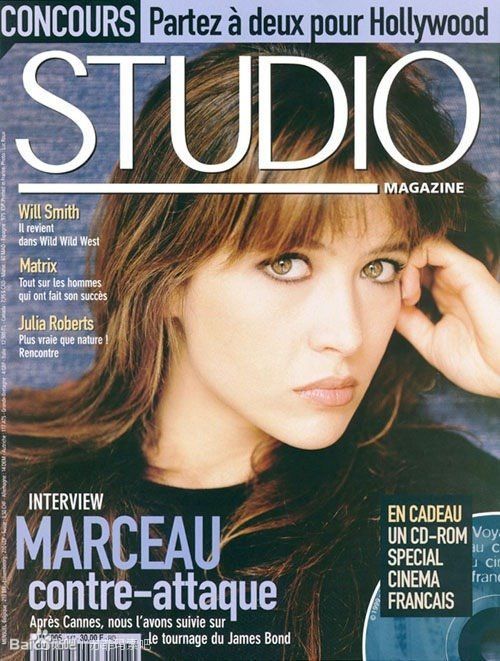 CONCOURS Partez à deux pour Hollywood
STUDIO
MAGAZINE
Will Smith
Il revient
dans Wild Wild West
Matrix
Tout sur les hommes
qui ont fait son succès
Julia Roberts
Plus vraie que nature !
Rencontre
INTERVIEW
MARCEAU
contre-attaque
Après Cannes, nous l'avons suivie sur
le tournage du James Bond
EN CADEAU
UN CD-ROM
SPECIAL
CINEMA
FRANCAIS